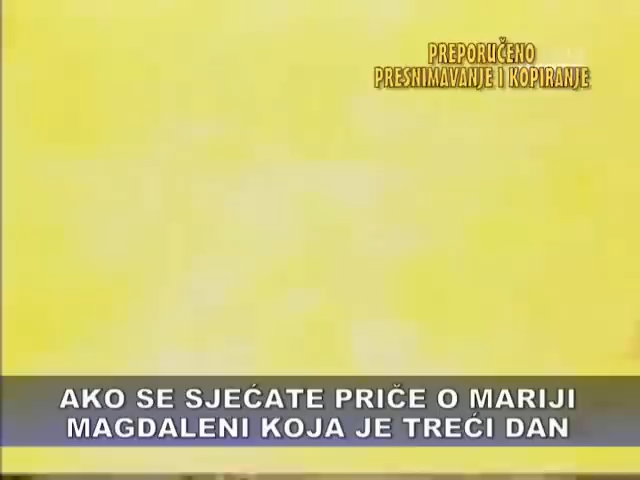 PREPORUČENO
PRESNIMAVANJE I KOPIRANJE
AKO SE SJEĆATE PRIČE O MARIJI
MAGDALENI KOJA JE TREĆI DAN